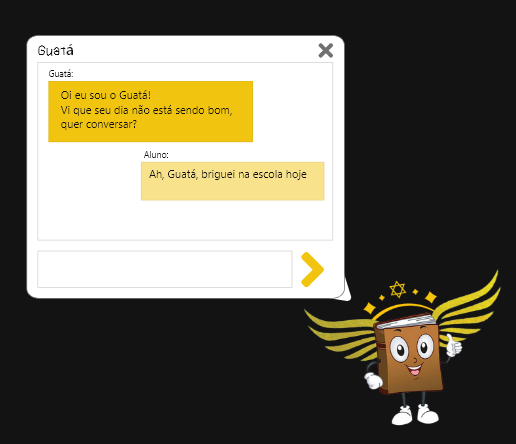 Guatá
Guatá:
Oi eu sou o Guatá!
Vi que seu dia não está sendo bom,
quer conversar?
Aluno:
Ah, Guatá, briguei na escola hoje